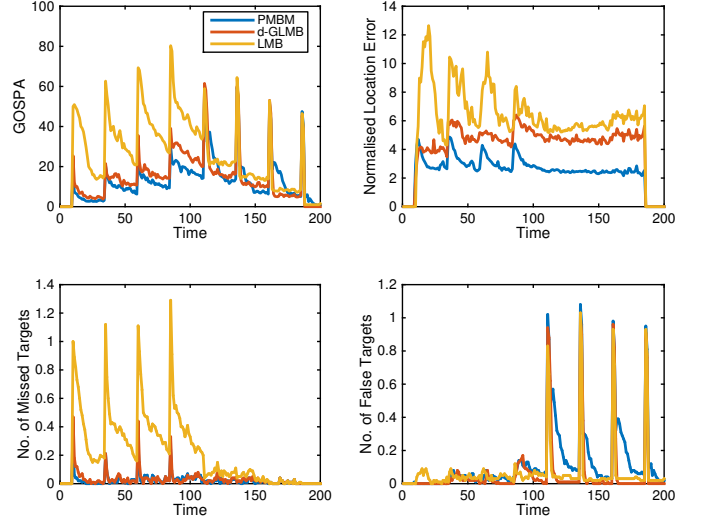 100
80
60
40
20
0
GOSPA
PMBM
d-GLMB
LMB
0 50 100 150 200
Time
14
12
10
8
6
4
2
0
Normalised Location Error
0 50 100 150 200
Time
1.4
1.2
1
0.8
0.6
0.4
0.2
0
No. of Missed Targets
0 50 100 150 200
Time
1.2
1
0.8
0.6
0.4
0.2
0
No. of False Targets
0 50 100 150 200
Time